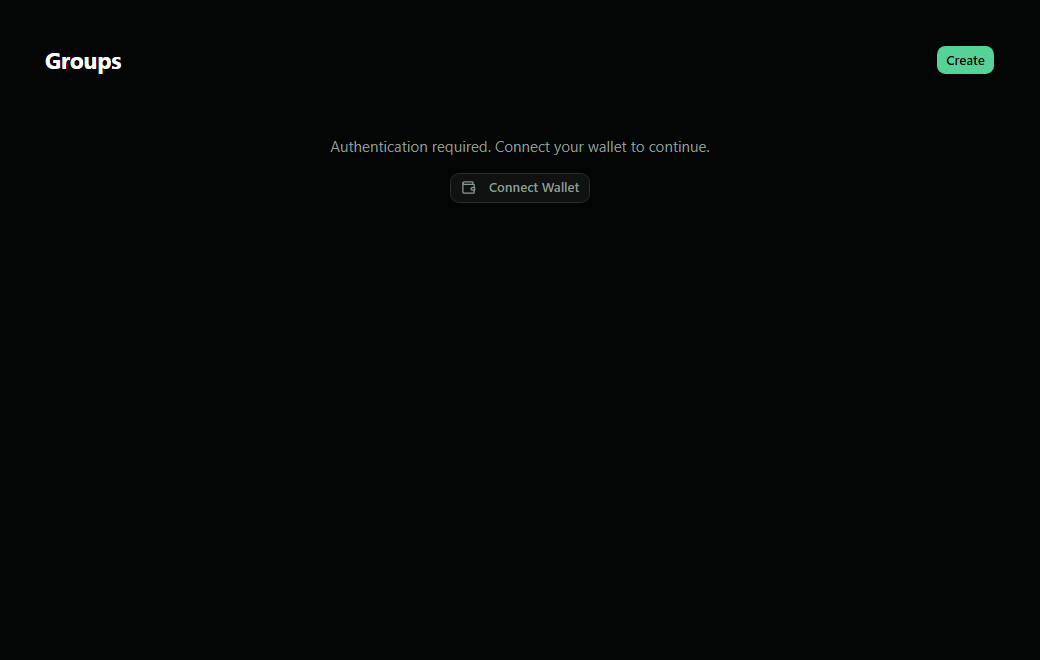 Groups
Create
Authentication required. Connect your wallet to continue.
Connect Wallet